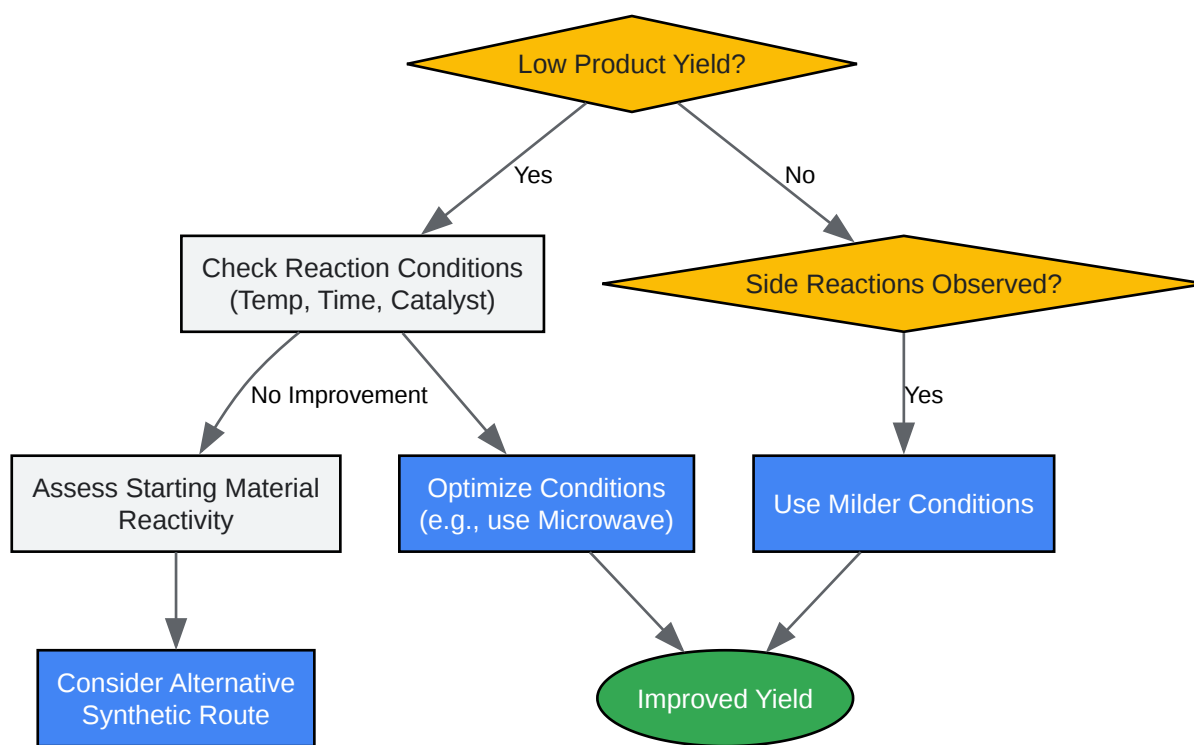 Low Product Yield?
Yes
No
Check Reaction Conditions
(Temp, Time, Catalyst)
Side Reactions Observed?
No Improvement
Yes
Assess Starting Material
Reactivity
Optimize Conditions
(e.g., use Microwave)
Use Milder Conditions
Consider Alternative
Synthetic Route
Improved Yield